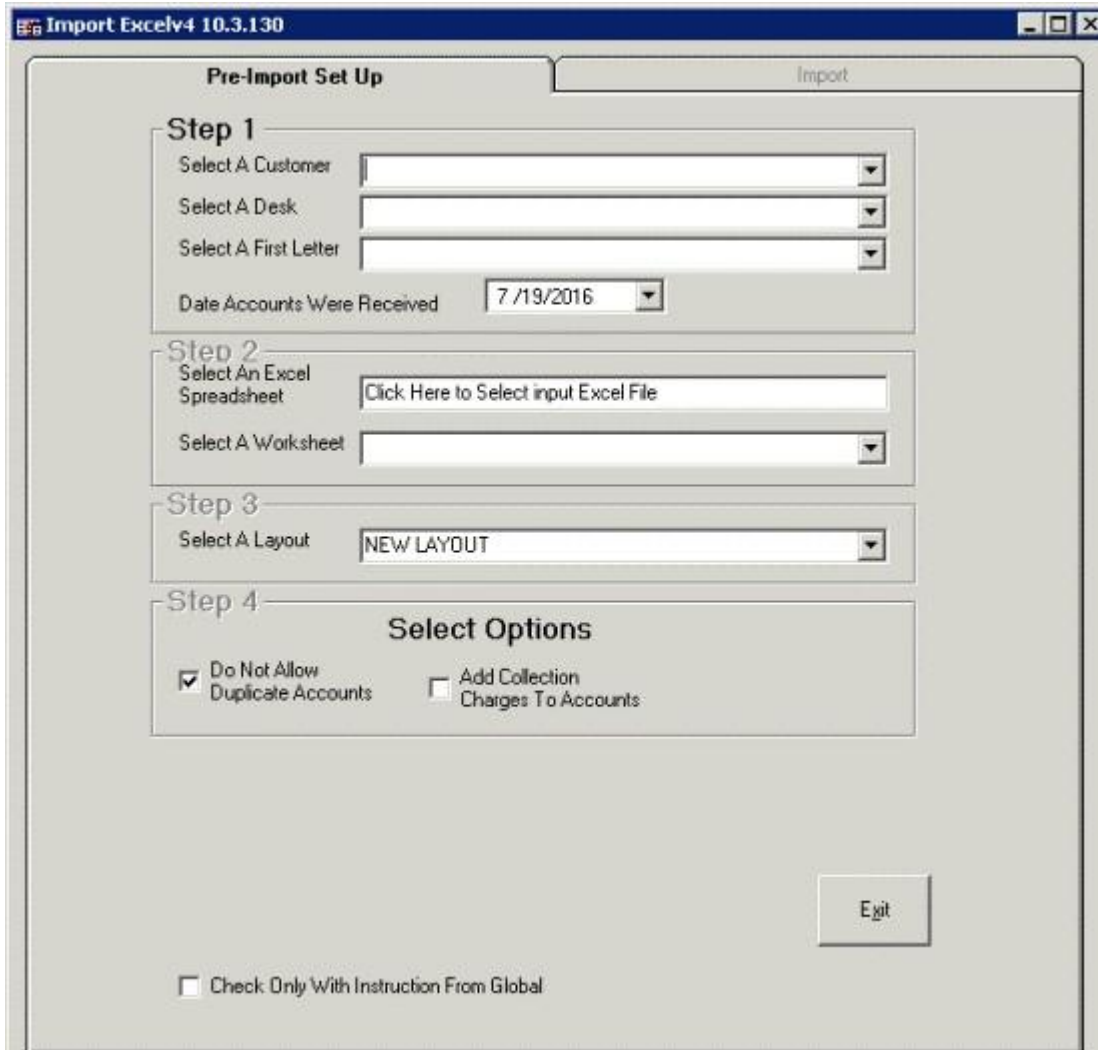 Import Excelv4 10.3.130
Pre-Import Set Up
Import
Step 1
Select A Customer
Select A Desk
Select A First Letter
Date Accounts Were Received
7 /19/2016
Step 2
Select An Excel
Spreadsheet
Click Here to Select input Excel File
Select A Worksheet
Step 3
Select A Layout
NEW LAYOUT
Step 4
Select Options
Do Not Allow
Duplicate Accounts
Add Collection
Charges To Accounts
Exit
Check Only With Instruction From Global